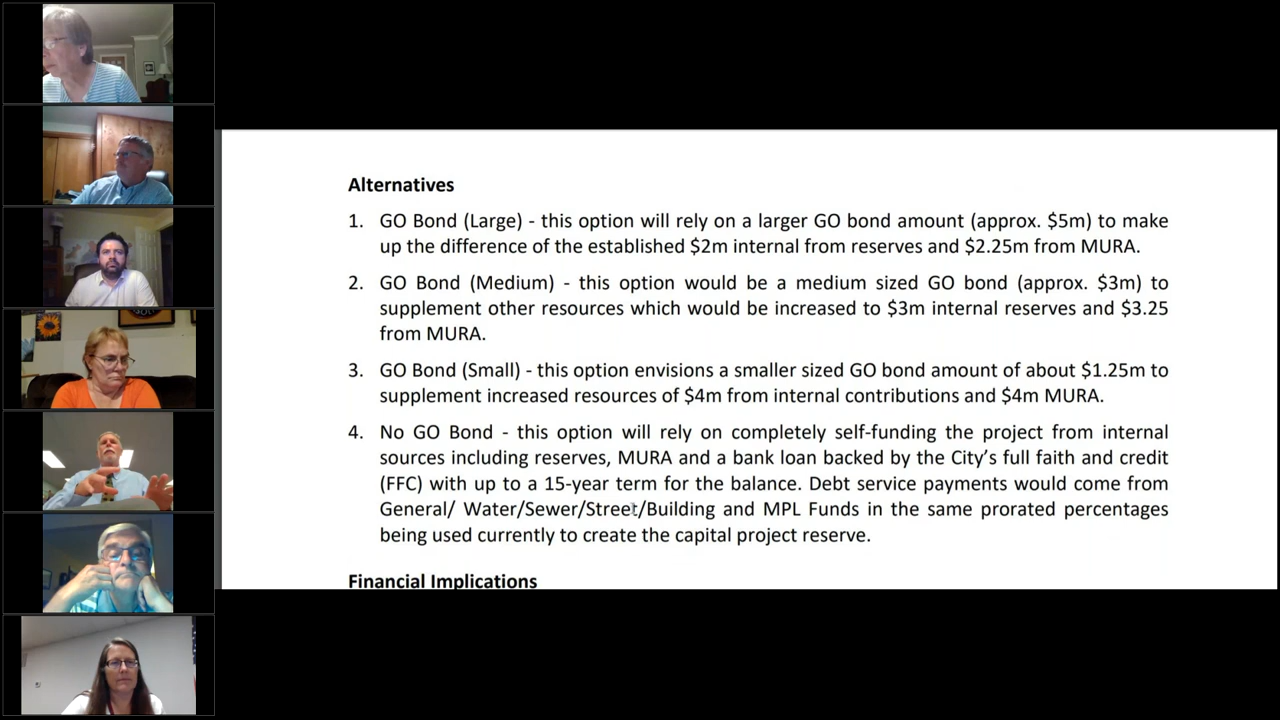 Alternatives
1. GO Bond (Large) - this option will rely on a larger GO bond amount (approx. $5m) to make
up the difference of the established $2m internal from reserves and $2.25m from MURA.
2. GO Bond (Medium) - this option would be a medium sized GO bond (approx. $3m) to
supplement other resources which would be increased to $3m internal reserves and $3.25
from MURA.
3. GO Bond (Small) - this option envisions a smaller sized GO bond amount of about $1.25m to
supplement increased resources of $4m from internal contributions and $4m MURA.
4. No GO Bond - this option will rely on completely self-funding the project from internal
sources including reserves, MURA and a bank loan backed by the City’s full faith and credit
(FFC) with up to a 15-year term for the balance. Debt service payments would come from
General/ Water/Sewer/Street/Building and MPL Funds in the same prorated percentages
being used currently to create the capital project reserve.
Financial Implications